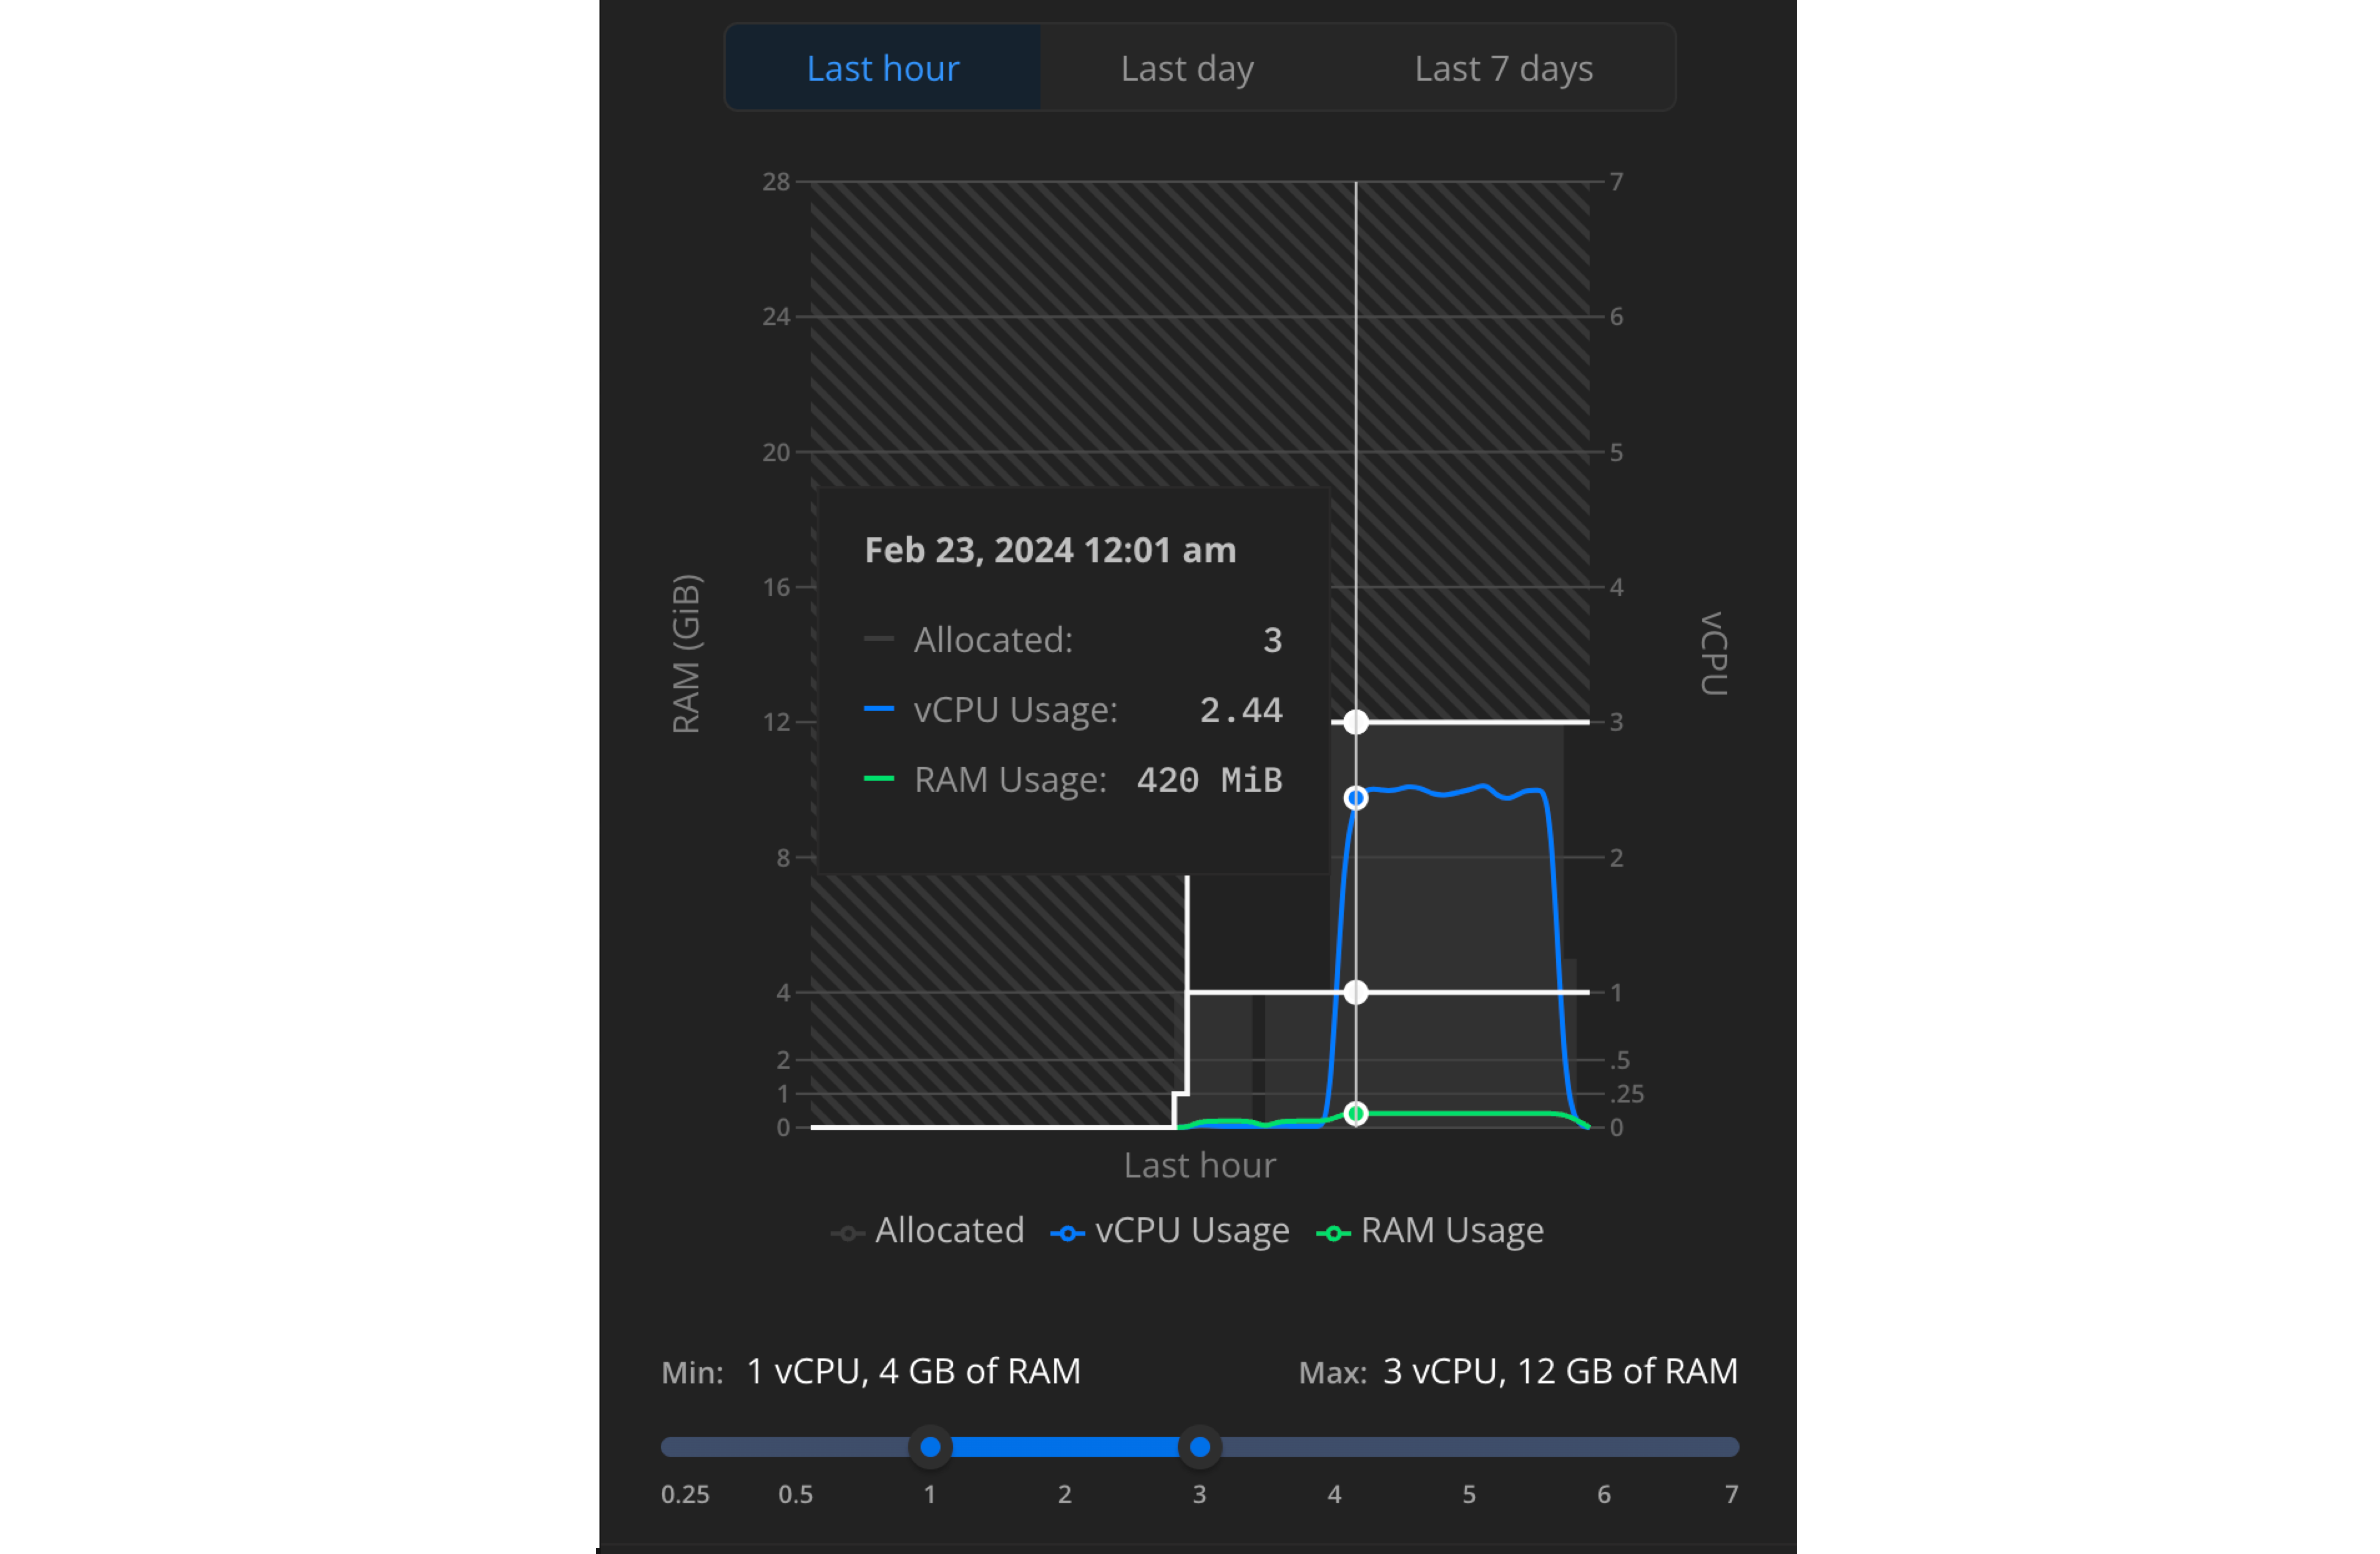 Last hour Last day Last 7 days
28 7
24 6
20 5
Feb 23, 2024 12:01 am
16 4
Allocated: 3
RAM (GiB) vCPU
vCPU Usage: 2.44
12 3
RAM Usage: 420 MiB
8 2
4 1
2 .5
1 .25
0 0
Last hour
Allocated vCPU Usage RAM Usage
Min: 1 vCPU, 4 GB of RAM Max: 3 vCPU, 12 GB of RAM
0.25 0.5 1 2 3 4 5 6 7